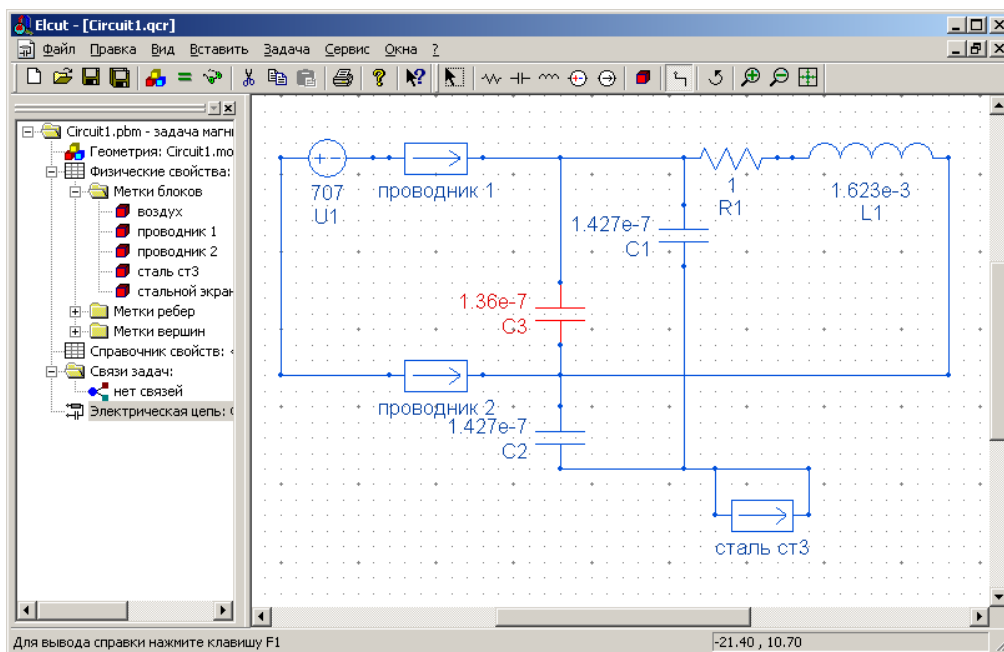 Elcut - [Circuit1.qcr]
Файл Правка Вид Вставить Задача Сервис Окна ?
Circuit1.pbm - задача магни
Геометрия: Circuit1.mo
Физические свойства:
Метки блоков
воздух
проводник 1
проводник 2
сталь ст3
стальной экран
Метки ребер
Метки вершин
Справочник свойств:
Связи задач:
нет связей
Электрическая цепь:
707
U1
проводник 1
1
R1
1.623e-3
L1
1.427e-7
C1
1.36e-7
C3
проводник 2
1.427e-7
C2
сталь ст3
Для вывода справки нажмите клавишу F1
-21.40 , 10.70